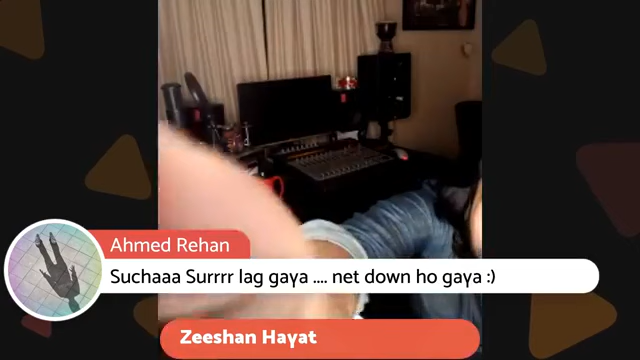 Ahmed Rehan
Suchaaa Surrrr lag gaya .... net down ho gaya :)
Zeeshan Hayat